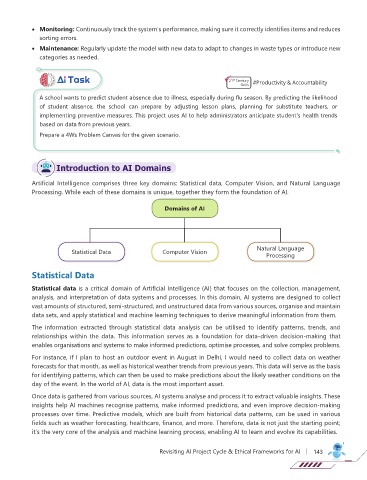 • Monitoring: Continuously track the system's performance, making sure it correctly identifies items and reduces
sorting errors.
• Maintenance: Regularly update the model with new data to adapt to changes in waste types or introduce new
categories as needed.
Ai Task
21st Century Skills #Productivity & Accountability
A school wants to predict student absence due to illness, especially during flu season. By predicting the likelihood
of student absence, the school can prepare by adjusting lesson plans, planning for substitute teachers, or
implementing preventive measures. This project uses AI to help administrators anticipate student's health trends
based on data from previous years.
Prepare a 4Ws Problem Canvas for the given scenario.
Introduction to AI Domains
Artificial Intelligence comprises three key domains: Statistical data, Computer Vision, and Natural Language
Processing. While each of these domains is unique, together they form the foundation of AI.
Domains of AI
Statistical Data
Computer Vision
Natural Language
Processing
Statistical Data
Statistical data is a critical domain of Artificial Intelligence (AI) that focuses on the collection, management,
analysis, and interpretation of data systems and processes. In this domain, AI systems are designed to collect
vast amounts of structured, semi-structured, and unstructured data from various sources, organise and maintain
data sets, and apply statistical and machine learning techniques to derive meaningful information from them.
The information extracted through statistical data analysis can be utilised to identify patterns, trends, and
relationships within the data. This information serves as a foundation for data-driven decision-making that
enables organisations and systems to make informed predictions, optimise processes, and solve complex problems.
For instance, if I plan to host an outdoor event in August in Delhi, I would need to collect data on weather
forecasts for that month, as well as historical weather trends from previous years. This data will serve as the basis
for identifying patterns, which can then be used to make predictions about the likely weather conditions on the
day of the event. In the world of AI, data is the most important asset.
Once data is gathered from various sources, AI systems analyse and process it to extract valuable insights. These
insights help AI machines recognise patterns, make informed predictions, and even improve decision-making
processes over time. Predictive models, which are built from historical data patterns, can be used in various
fields such as weather forecasting, healthcare, finance, and more. Therefore, data is not just the starting point;
it's the very core of the analysis and machine learning process, enabling AI to learn and evolve its capabilities.
Revisiting AI Project Cycle & Ethical Frameworks for AI | 143